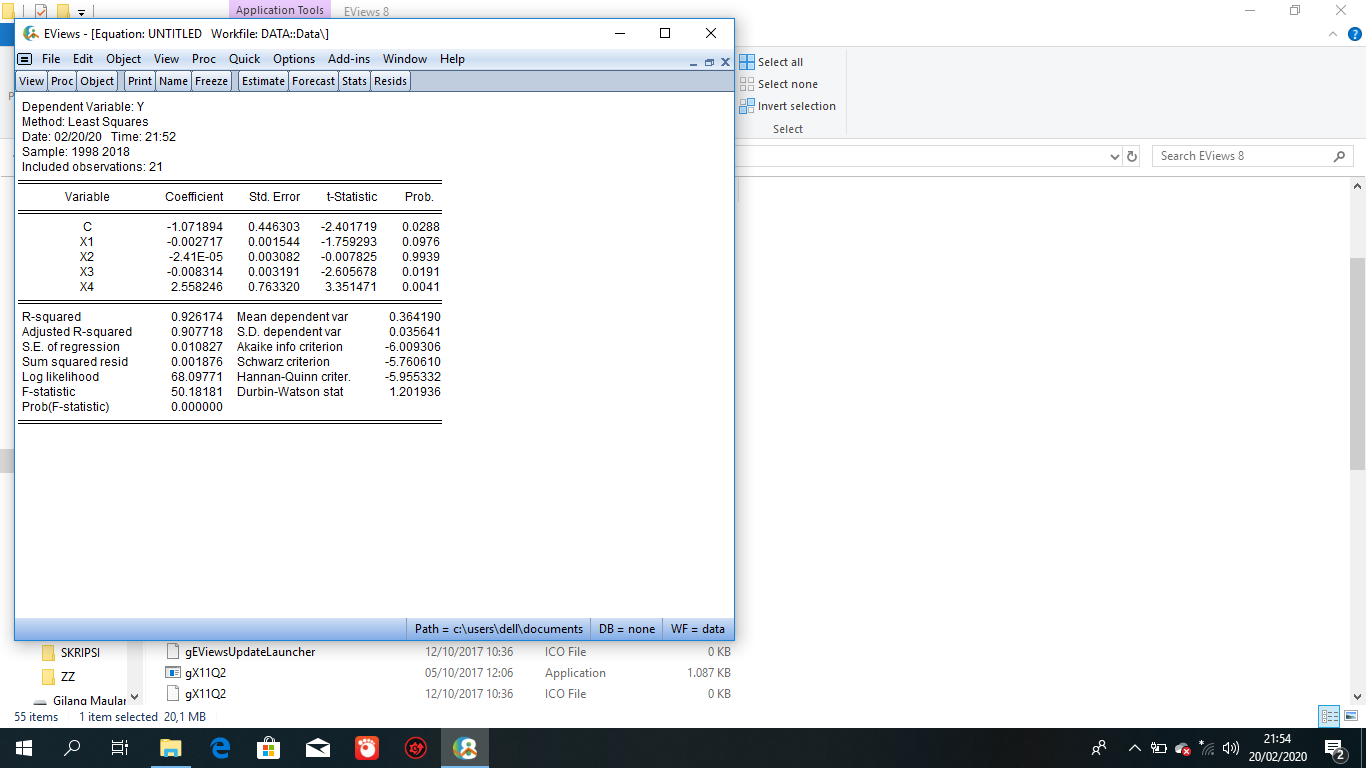 Application Tools
EViews 8
EViews - [Equation: UNTITLED   Workfile: DATA::Data\]
File Edit Object View Proc Quick Options Add-ins Window Help
View Proc Object Print Name Freeze Estimate Forecast Stats Resids
Select all
Select none
Invert selection
Select
Search EViews 8
Dependent Variable: Y
Method: Least Squares
Date: 02/20/20   Time: 21:52
Sample: 1998 2018
Included observations: 21
Variable Coefficient Std. Error t-Statistic Prob.
C -1.071894 0.446303 -2.401719 0.0288
X1 -0.002717 0.001544 -1.759293 0.0976
X2 -2.41E-05 0.003082 -0.007825 0.9939
X3 -0.008314 0.003191 -2.605678 0.0191
X4 2.558246 0.763320 3.351471 0.0041
R-squared 0.926174 Mean dependent var 0.364190
Adjusted R-squared 0.907718 S.D. dependent var 0.035641
S.E. of regression 0.010827 Akaike info criterion -6.009306
Sum squared resid 0.001876 Schwarz criterion -5.760610
Log likelihood 68.09771 Hannan-Quinn criter. -5.955332
F-statistic 50.18181 Durbin-Watson stat 1.201936
Prob(F-statistic) 0.000000
Path = c:\users\dell\documents DB = none WF = data
SKRIPSI gEViewsUpdateLauncher 12/10/2017 10:36 ICO File 0 KB
ZZ gX11Q2 05/10/2017 12:06 Application 1.087 KB
Gilang Maular gX11Q2 12/10/2017 10:36 ICO File 0 KB
55 items 1 item selected 20,1 MB
21:54
20/02/2020
2